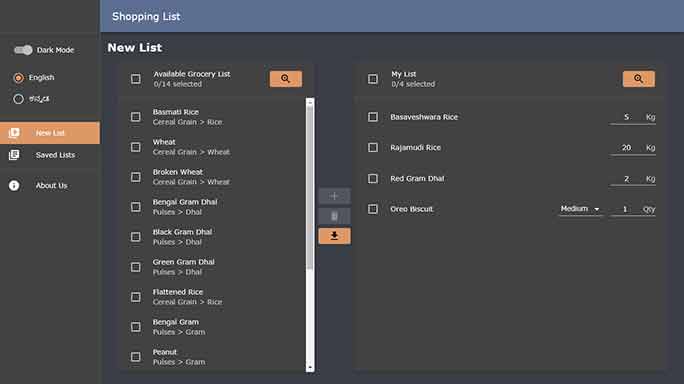 Shopping List
Dark Mode
English
ಕನ್ನಡ
New List
Saved Lists
About Us
New List
Available Grocery List
0/14 selected
Basmati Rice
Cereal Grain > Rice
Wheat
Cereal Grain > Wheat
Broken Wheat
Cereal Grain > Wheat
Bengal Gram Dhal
Pulses > Dhal
Black Gram Dhal
Pulses > Dhal
Green Gram Dhal
Pulses > Dhal
Flattened Rice
Cereal Grain > Rice
Bengal Gram
Pulses > Gram
Peanut
Pulses > Gram
My List
0/4 selected
Basaveshwara Rice 5 Kg
Rajamudi Rice 20 Kg
Red Gram Dhal 2 Kg
Oreo Biscuit Medium 1 Qty